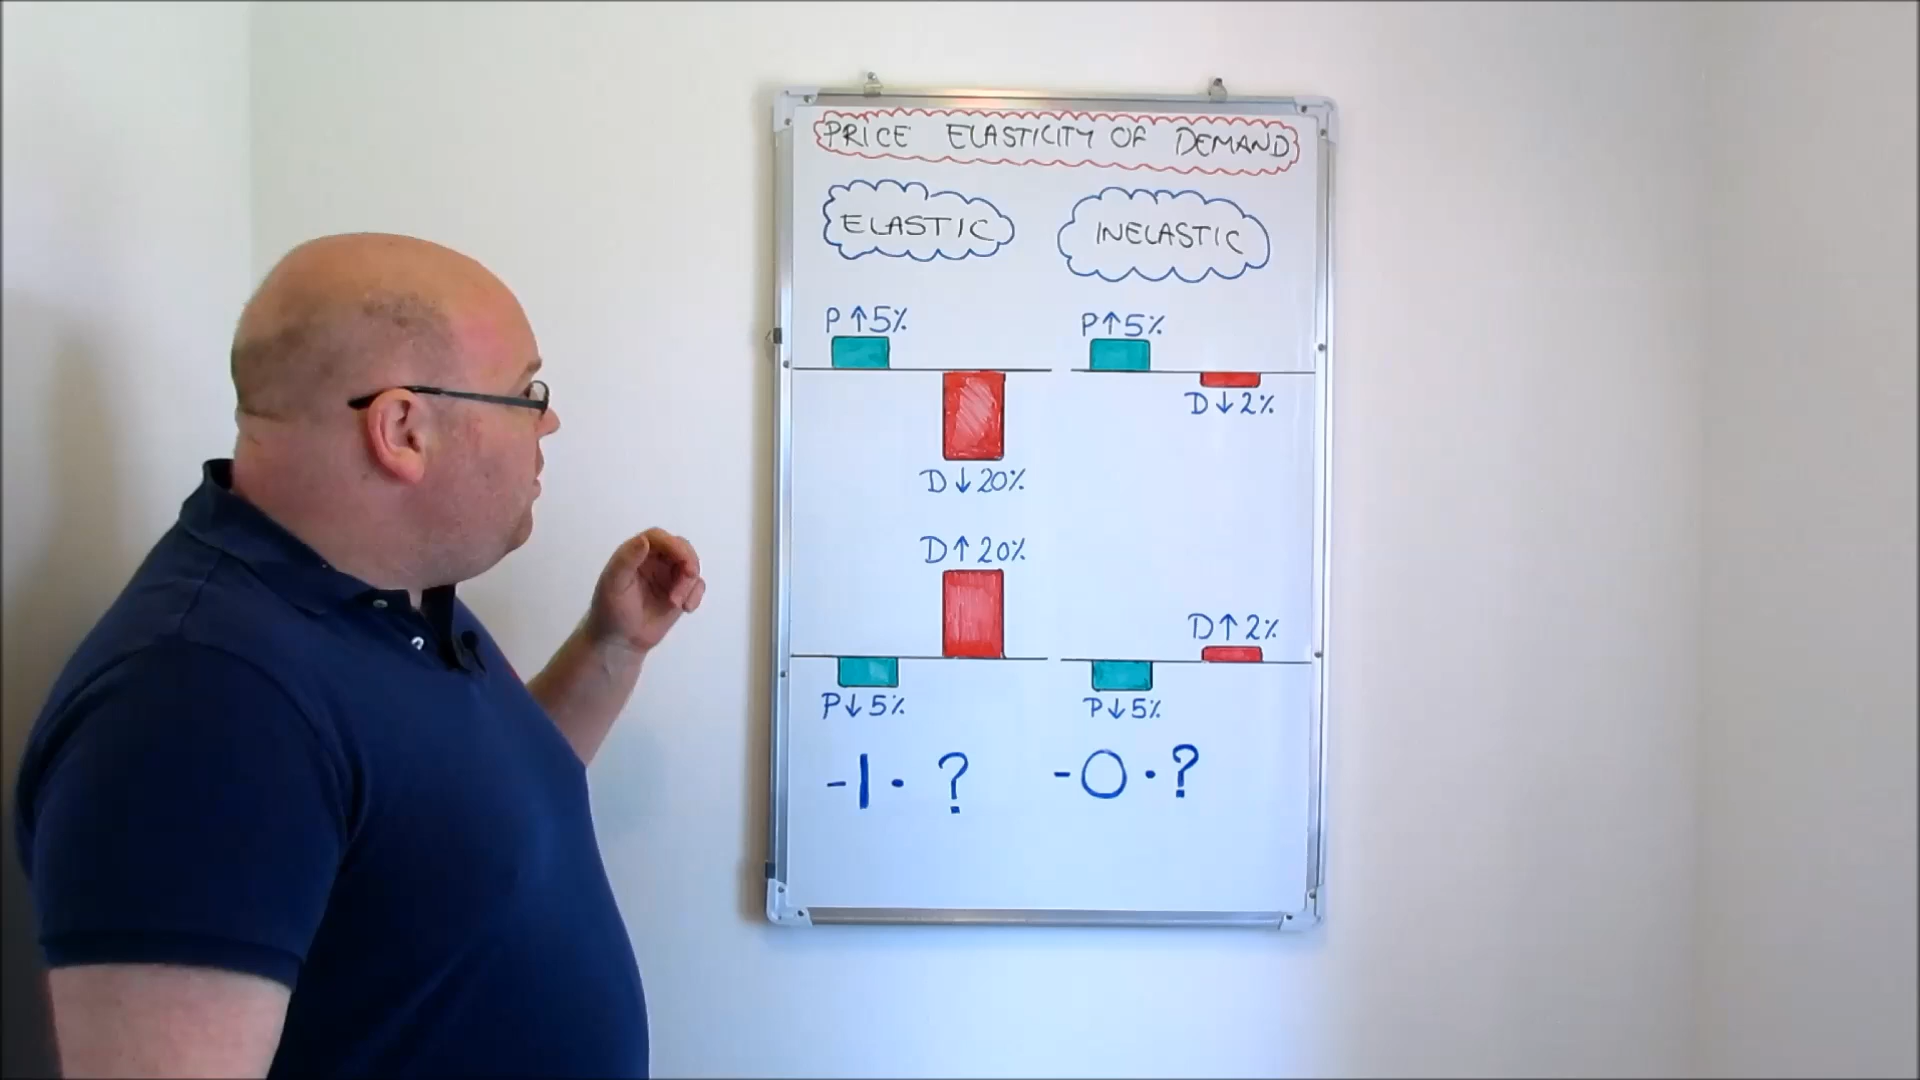 PRICE ELASTICITY OF DEMAND
ELASTIC
INELASTIC
P↑5%
P↑5%
D↓2%
D↓20%
D↑20%
D↑2%
P↓5%
P↓5%
-1.?
-0.?